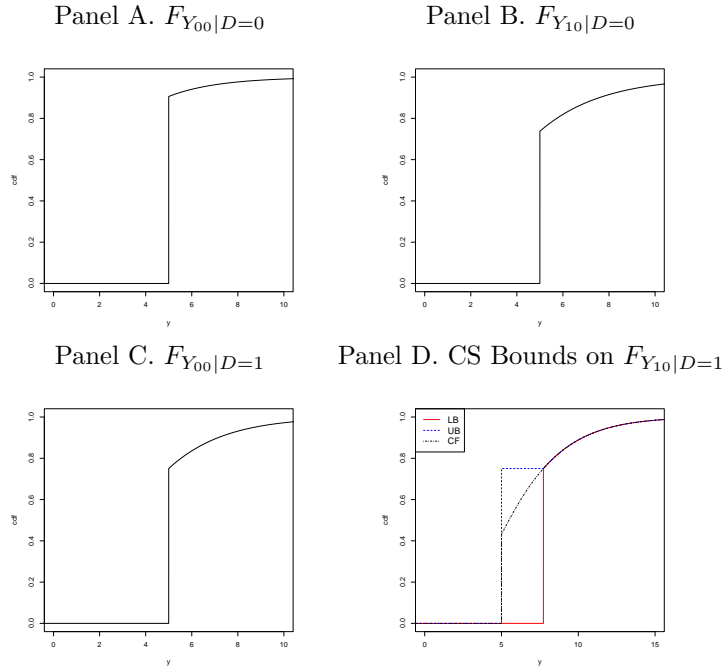 Panel A. F_{Y_{00}|D=0}
Panel B. F_{Y_{10}|D=0}
cdf
1.0
0.8
0.6
0.4
0.2
0.0
0 2 4 6 8 10
y
cdf
1.0
0.8
0.6
0.4
0.2
0.0
0 2 4 6 8 10
y
Panel C. F_{Y_{00}|D=1}
Panel D. CS Bounds on F_{Y_{10}|D=1}
cdf
1.0
0.8
0.6
0.4
0.2
0.0
0 2 4 6 8 10
y
LB
UB
CF
cdf
1.0
0.8
0.6
0.4
0.2
0.0
0 5 10 15
y